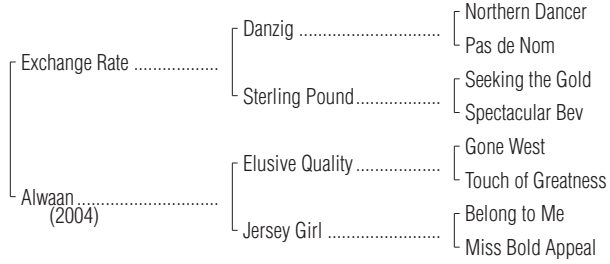 Northern Dancer
Danzig ........................
Pas de Nom
Exchange Rate .................
Seeking the Gold
Sterling Pound.................
Spectacular Bev
Gone West
Elusive Quality .................
Touch of Greatness
Alwaan............................
(2004)
Belong to Me
Jersey Girl ......................
Miss Bold Appeal